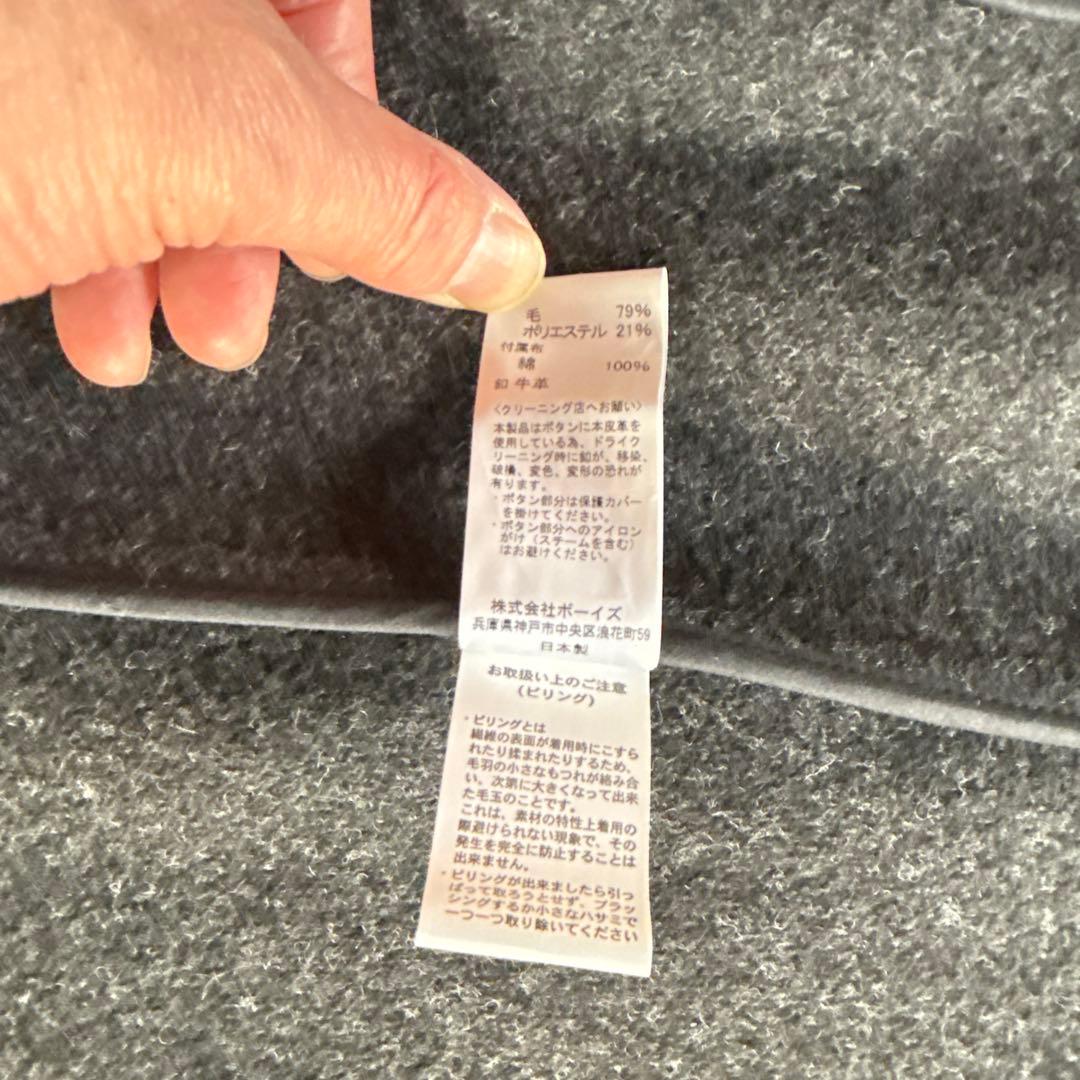 毛 79%
ポリエステル 21%
付属布
綿 100%
釦 牛革
<クリーニング店へお願い>
本製品はボタンに本皮革を
使用している為、ドライク
リーニング時に釦が、移染、
破損、変色、変形の恐れが
有ります。
・ボタン部分は保護カバー
を掛けてください。
・ボタン部分へのアイロン
がけ(スチームを含む)
はお避けください。
株式会社ボーイズ
兵庫県神戸市中央区浪花町59
日本製
お取扱い上のご注意
(ピリング)
・ピリングとは
繊維の表面が着用時にこすら
れたり揉まれたりするため、
毛羽の小さなもつれが絡み合
い。次第に大きくなって出来
た毛玉のことです。
これは、素材の特性上着用の
際避けられない現象で、その
発生を完全に防止することは
出来ません。
・ピリングが出来ましたら引っ
ぱって取ろうとせず、ブラッ
シングするか小さなハサミで
一つ一つ取り除いてください